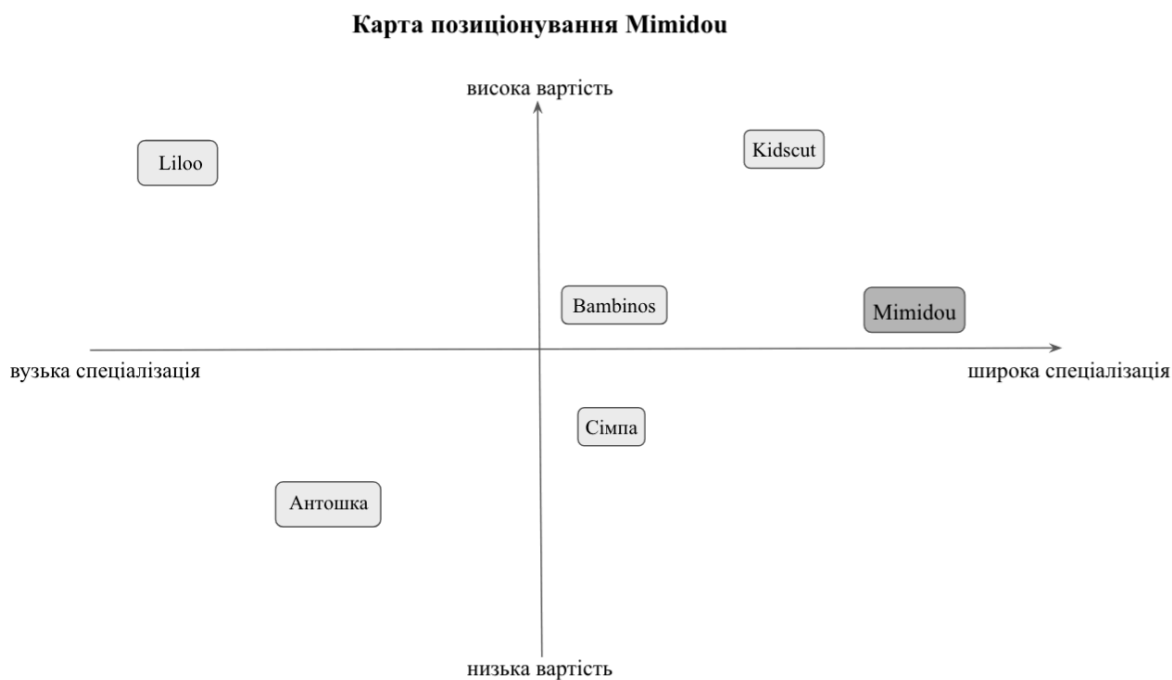 Карта позиціонування Mimidou
висока вартість
Liloo
Kidscut
Bambinos
Mimidou
вузька спеціалізація
широка спеціалізація
Сімпа
Антошка
низька вартість